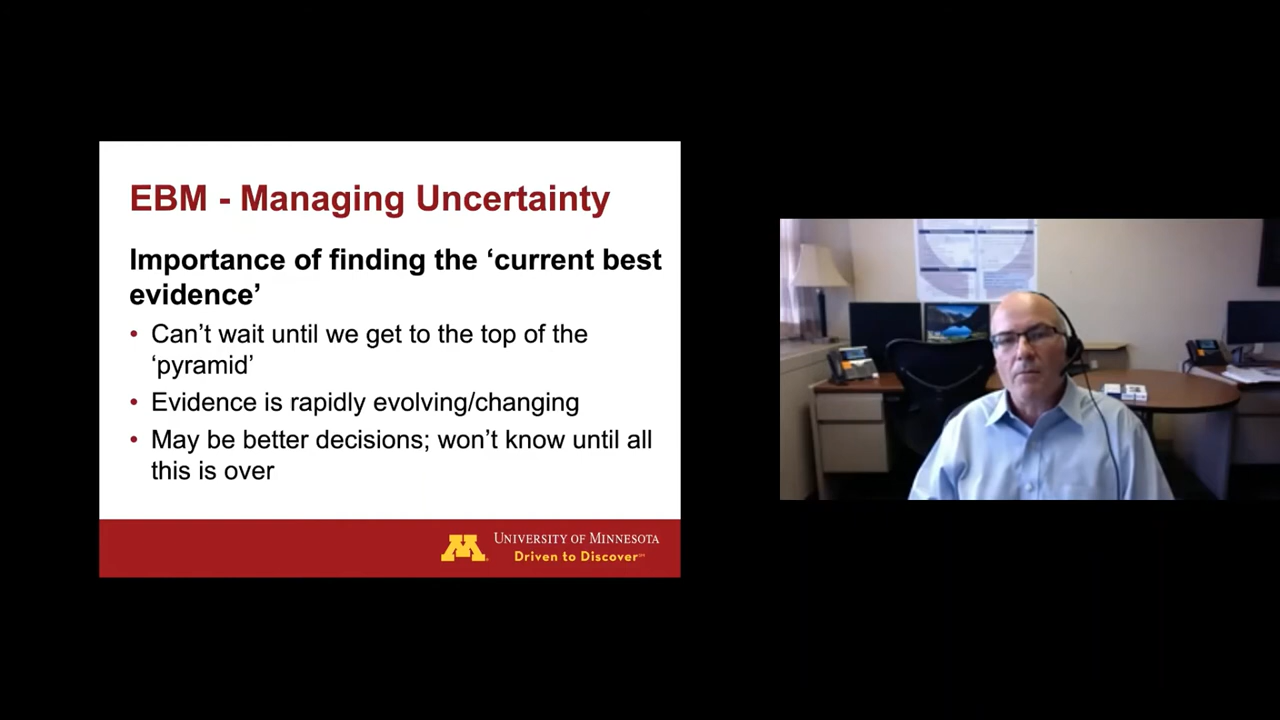 EBM - Managing Uncertainty
Importance of finding the ‘current best
evidence’
• Can’t wait until we get to the top of the
‘pyramid’
• Evidence is rapidly evolving/changing
• May be better decisions; won’t know until all
this is over
UNIVERSITY OF MINNESOTA
Driven to Discover℠